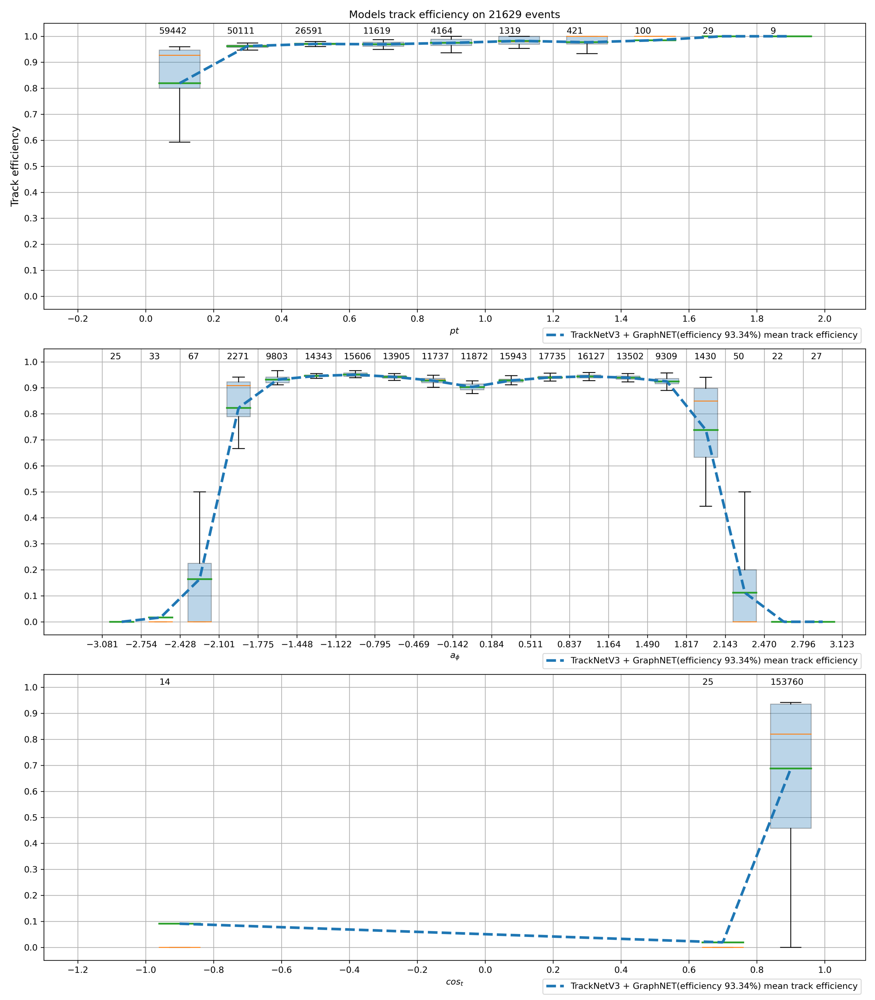 Models track efficiency on 21629 events
59442 50111 26591 11619 4164 1319 421 100 29 9
1.0
0.9
0.8
0.7
0.6
0.5
0.4
0.3
0.2
0.1
0.0
Track efficiency
−0.2 0.0 0.2 0.4 0.6 0.8 1.0 1.2 1.4 1.6 1.8 2.0
pt
TrackNetV3 + GraphNET(efficiency 93.34%) mean track efficiency
25 33 67 2271 9803 14343 15606 13905 11737 11872 15943 17735 16127 13502 9309 1430 50 22 27
1.0
0.9
0.8
0.7
0.6
0.5
0.4
0.3
0.2
0.1
0.0
−3.081 −2.754 −2.428 −2.101 −1.775 −1.448 −1.122 −0.795 −0.469 −0.142 0.184 0.511 0.837 1.164 1.490 1.817 2.143 2.470 2.796 3.123
aϕ
TrackNetV3 + GraphNET(efficiency 93.34%) mean track efficiency
14 25 153760
1.0
0.9
0.8
0.7
0.6
0.5
0.4
0.3
0.2
0.1
0.0
−1.2 −1.0 −0.8 −0.6 −0.4 −0.2 0.0 0.2 0.4 0.6 0.8 1.0
cost
TrackNetV3 + GraphNET(efficiency 93.34%) mean track efficiency